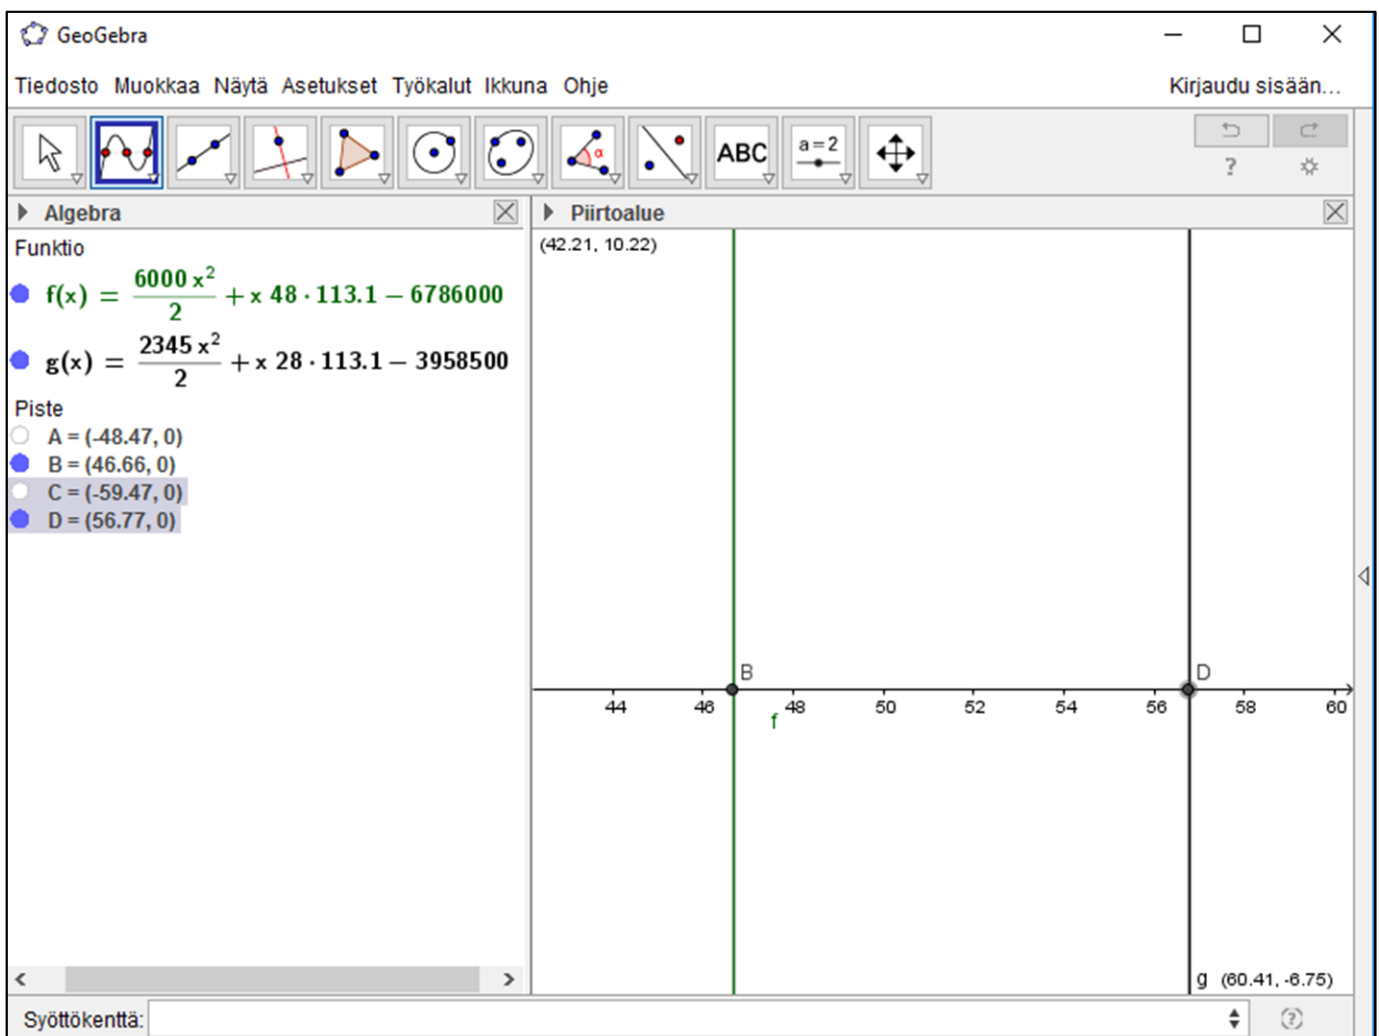 GeoGebra
Tiedosto Muokkaa Näytä Asetukset Työkalut Ikkuna Ohje Kirjaudu sisään...
α ABC a = 2 ?
Algebra Piirtoalue
(42.21, 10.22)
Funktio
f(x) = 6000 x² / 2 + x 48 · 113.1 − 6786000
g(x) = 2345 x² / 2 + x 28 · 113.1 − 3958500
Piste
A = (-48.47, 0)
B = (46.66, 0)
C = (-59.47, 0)
D = (56.77, 0)
B D
44 46 48 50 52 54 56 58 60
f
g (60.41, -6.75)
Syöttökenttä: ?